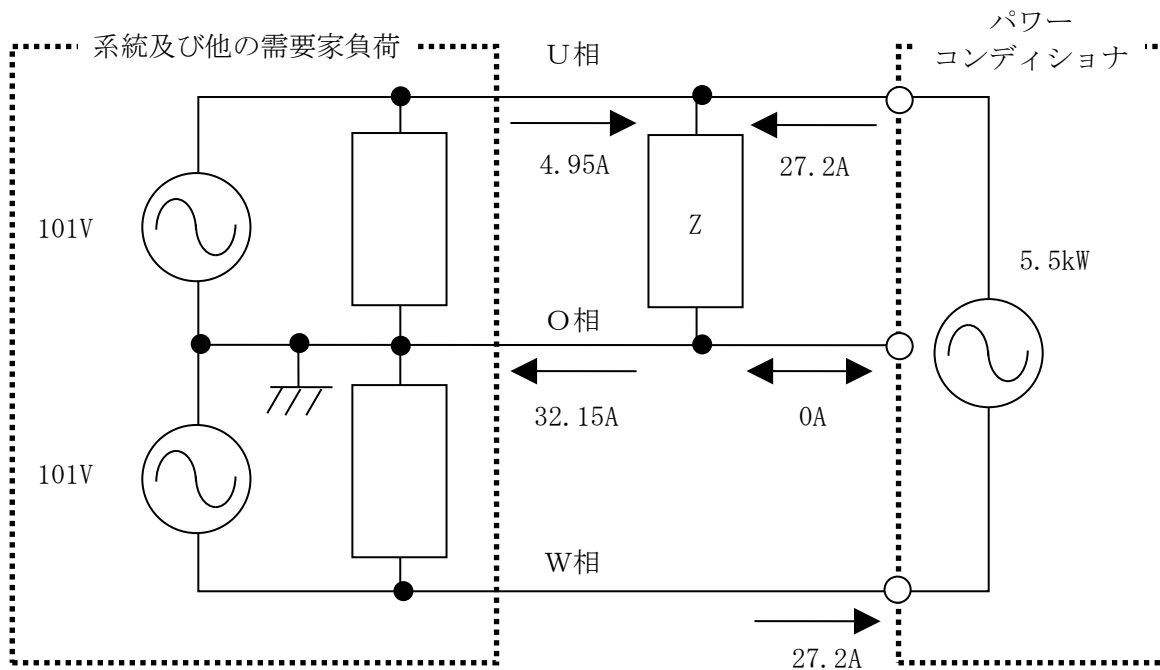 系統及び他の需要家負荷
U相
パワー
コンディショナ
4.95A
27.2A
101V
Z
5.5kW
O相
32.15A
0A
101V
W相
27.2A